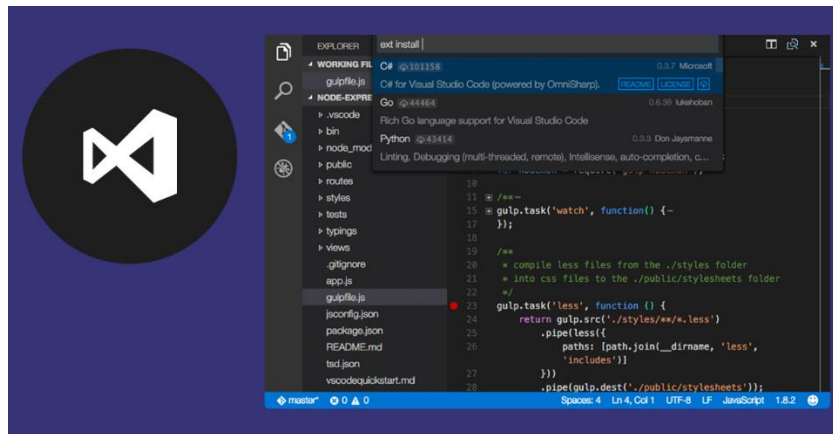 EXPLORER
WORKING FIL
gulpfile.js
NODE-EXPRE
.vscode
bin
node_mod
public
routes
styles
tests
typings
views
.gitignore
app.js
gulpfile.js
jsconfig.json
package.json
README.md
tsd.json
vscodequickstart.md
ext install
C# 101158 0.3.7 Microsoft
C# for Visual Studio Code (powered by OmniSharp). README LICENSE
Go 44464 0.6.36 lukehoban
Rich Go language support for Visual Studio Code
Python 43414 0.3.3 Don Jayamanne
Linting, Debugging (multi-threaded, remote), Intellisense, auto-completion, c...
10
11 /**–
15 gulp.task('watch', function() {–
17 });
18
19 /**
20 * compile less files from the ./styles folder
21 * into css files to the ./public/stylesheets folder
22 */
23 gulp.task('less', function () {
24 return gulp.src('./styles/**/*.less')
25 .pipe(less({
26 paths: [path.join(__dirname, 'less',
'includes')]
27 }))
28 .pipe(gulp.dest('./public/stylesheets'));
1
master* 0 0 Spaces: 4 Ln 4, Col 1 UTF-8 LF JavaScript 1.8.2